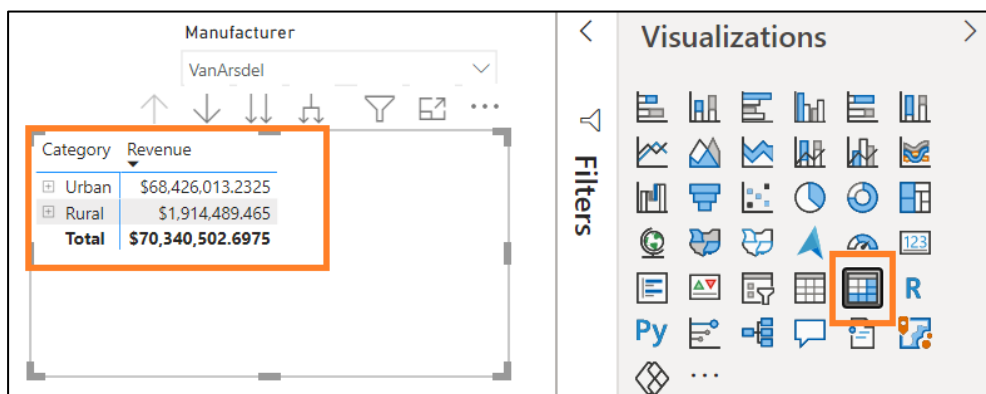 Manufacturer
VanArsdel
Category Revenue
Urban $68,426,013.2325
Rural $1,914,489.465
Total $70,340,502.6975
Filters
Visualizations
123
R
Py